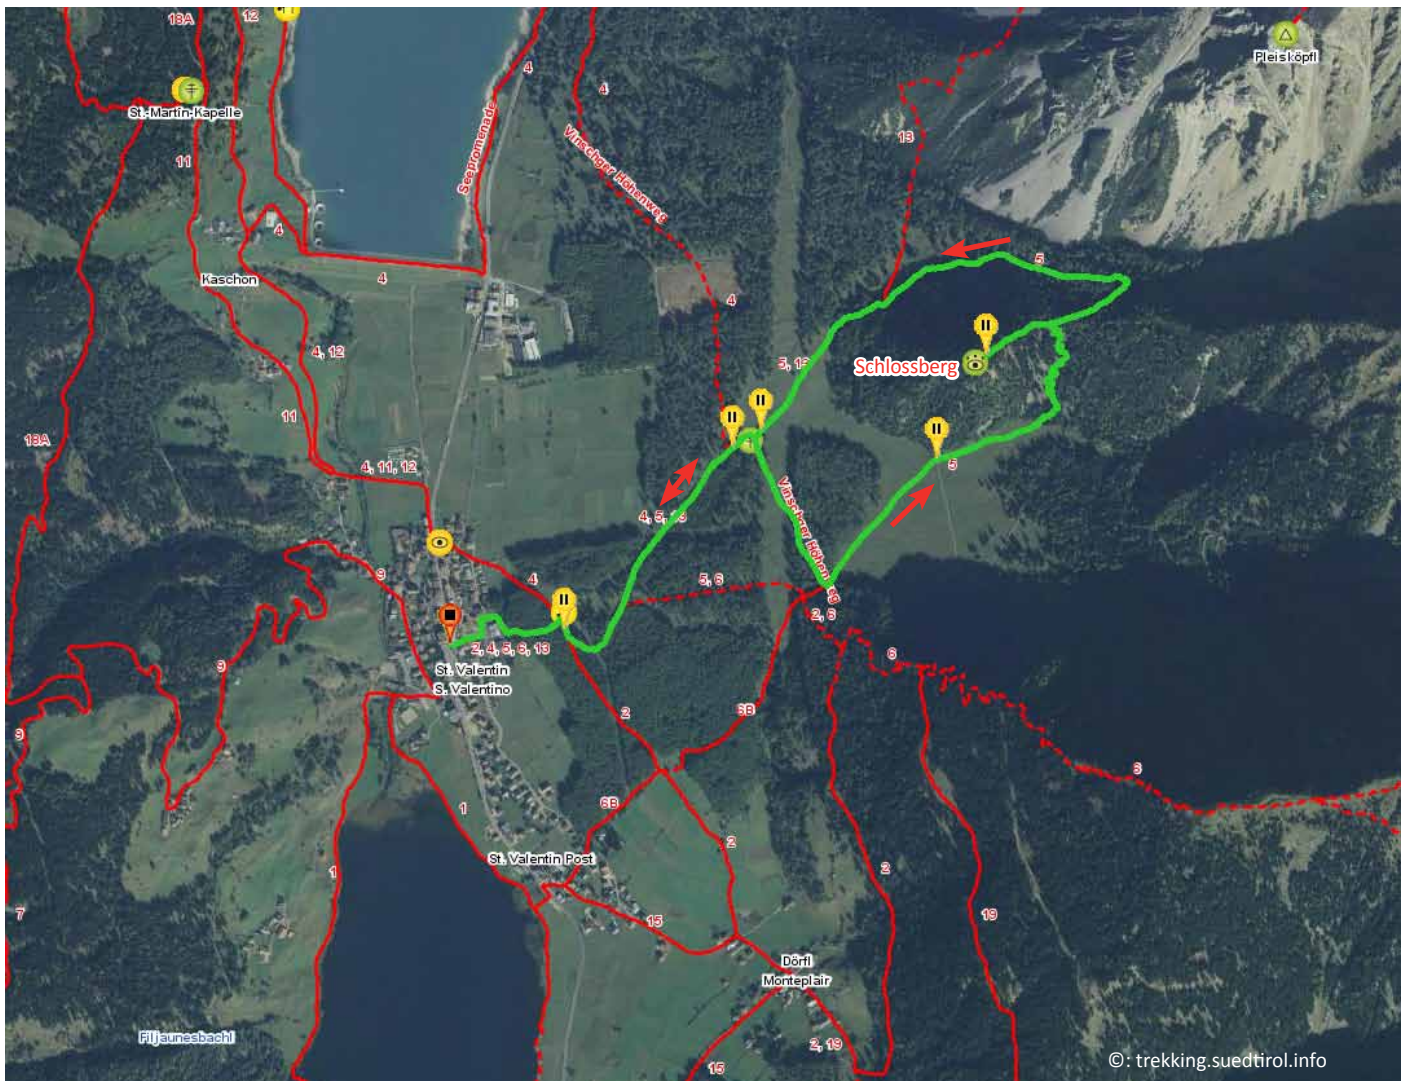 18A
12
4
4
Pleisköpfl
St.-Martin-Kapelle
Seepromenade
Vinschger Höhenweg
13
11
4
5
Kaschon
4
4
4, 12
5, 13
Schlossberg
11
18A
4, 11, 12
5
4, 5, 13
Vinschger Höhenweg
9
4
5, 6
2, 6
2, 4, 5, 6, 13
St. Valentin
S. Valentino
9
6
9
2
6B
6
1
6B
2
St. Valentin Post
1
2
7
15
19
Dörfl
Monteplair
Filjaunesbachl
2, 19
15
©: trekking.suedtirol.info